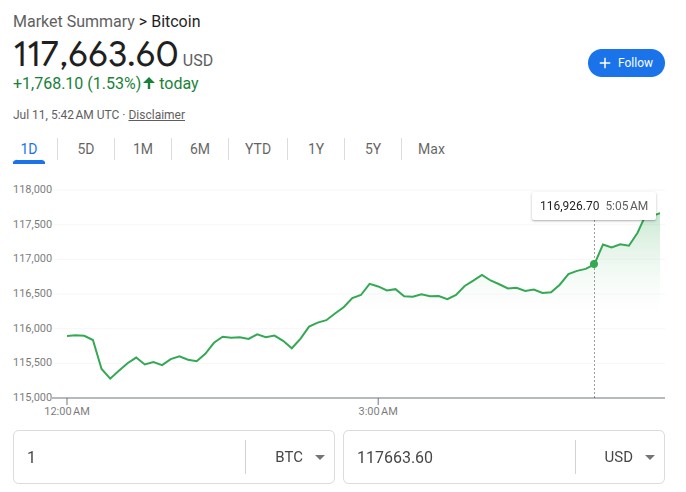 Market Summary > Bitcoin
117,663.60 USD
+ Follow
+1,768.10 (1.53%) ↑ today
Jul 11, 5:42 AM UTC · Disclaimer
1D 5D 1M 6M YTD 1Y 5Y Max
118,000
116,926.70 5:05 AM
117,500
117,000
116,500
116,000
115,500
115,000
12:00 AM 3:00 AM
1 BTC 117663.60 USD